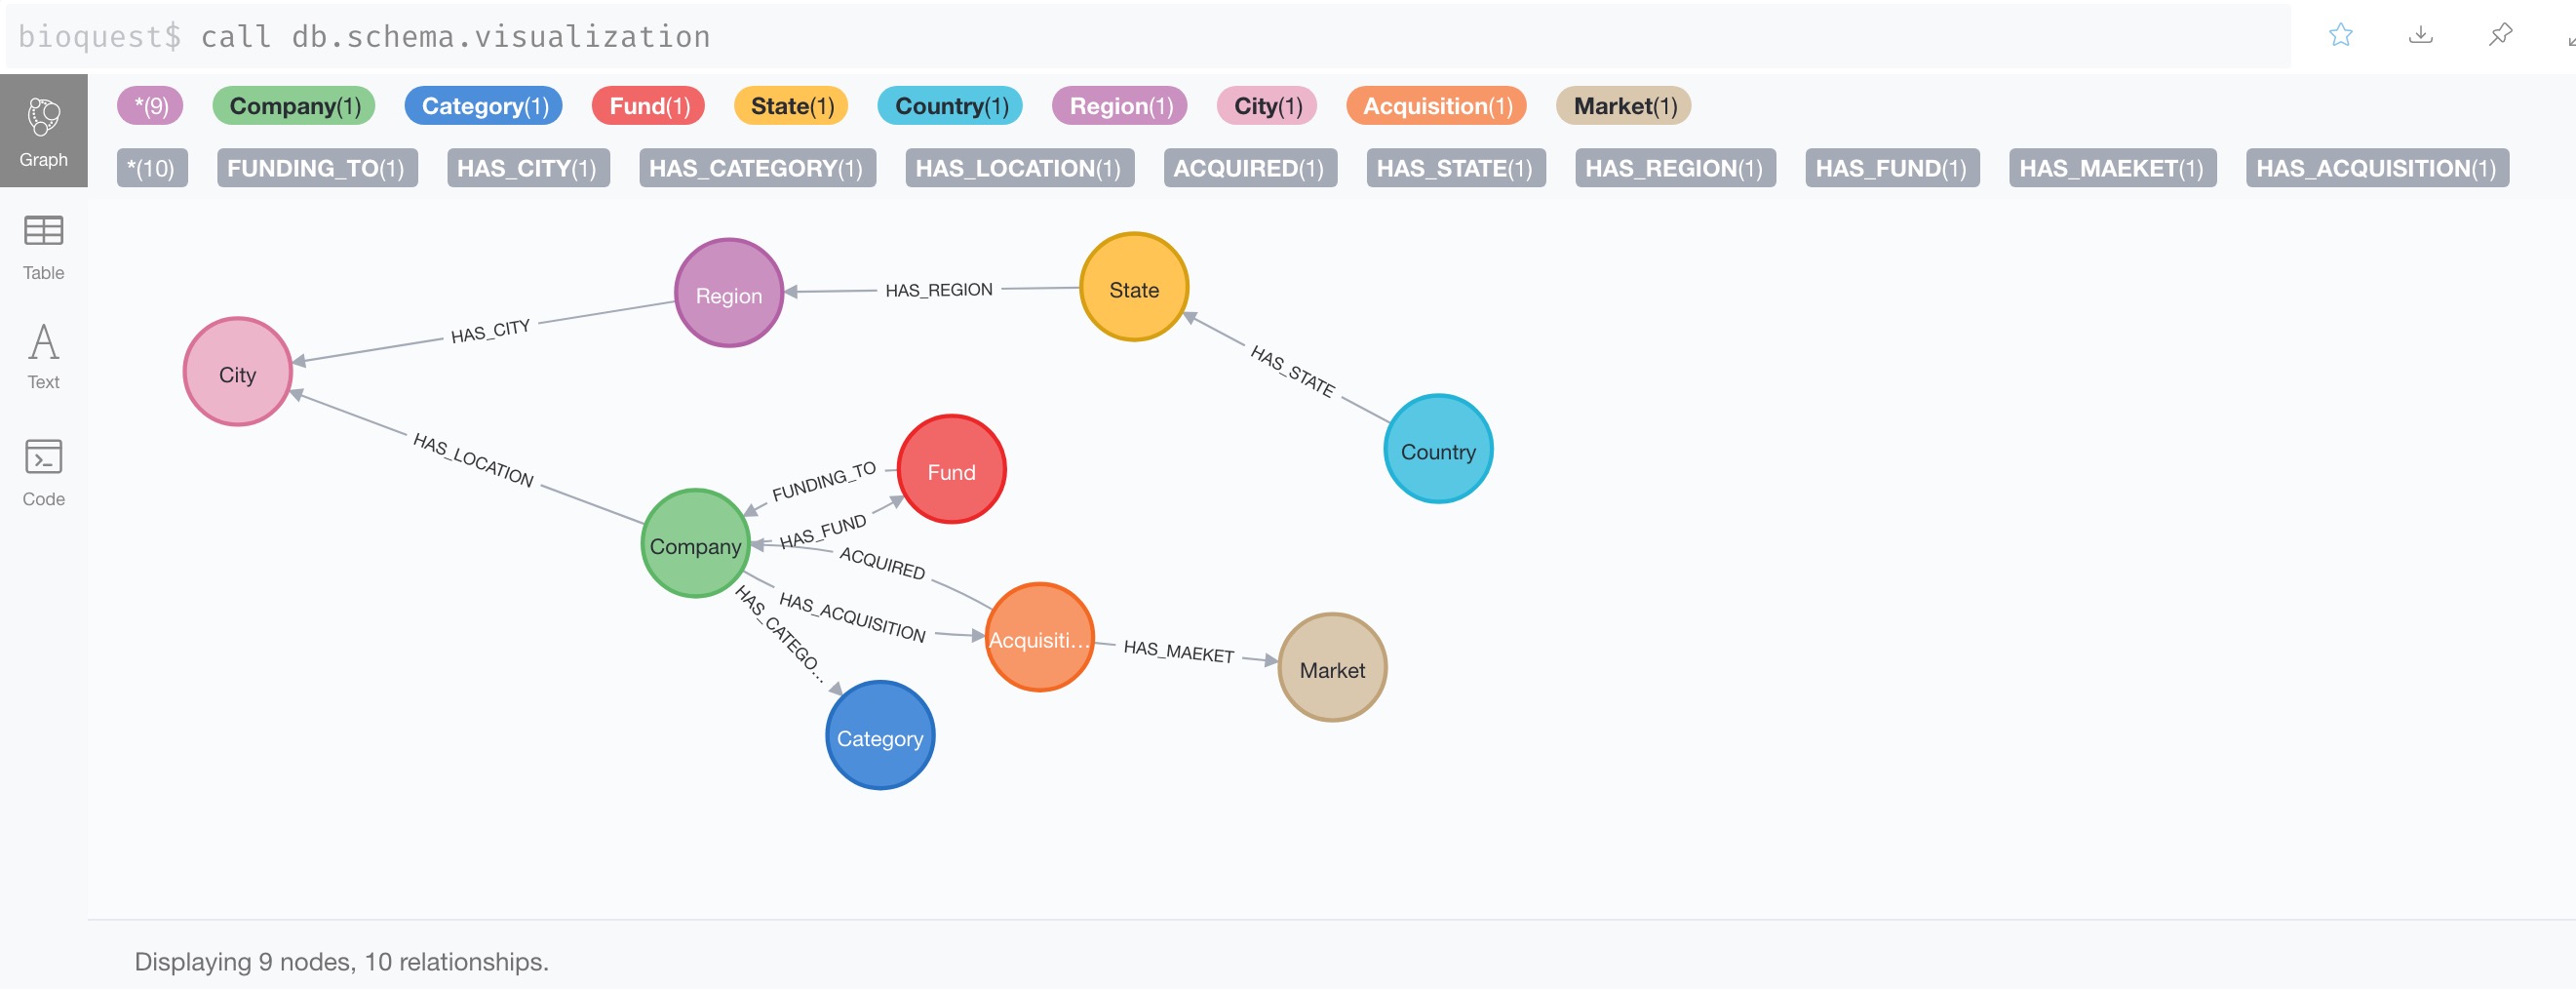 bioquest$ call db.schema.visualization
*(9) Company(1) Category(1) Fund(1) State(1) Country(1) Region(1) City(1) Acquisition(1) Market(1)
Graph
*(10) FUNDING_TO(1) HAS_CITY(1) HAS_CATEGORY(1) HAS_LOCATION(1) ACQUIRED(1) HAS_STATE(1) HAS_REGION(1) HAS_FUND(1) HAS_MAEKET(1) HAS_ACQUISITION(1)
Table
Text
Code
Region
HAS_REGION
State
HAS_CITY
City
HAS_STATE
Country
HAS_LOCATION
FUNDING_TO
Fund
HAS_FUND
Company
ACQUIRED
HAS_ACQUISITION
HAS_CATEGO...
Acquisiti...
HAS_MAEKET
Market
Category
Displaying 9 nodes, 10 relationships.